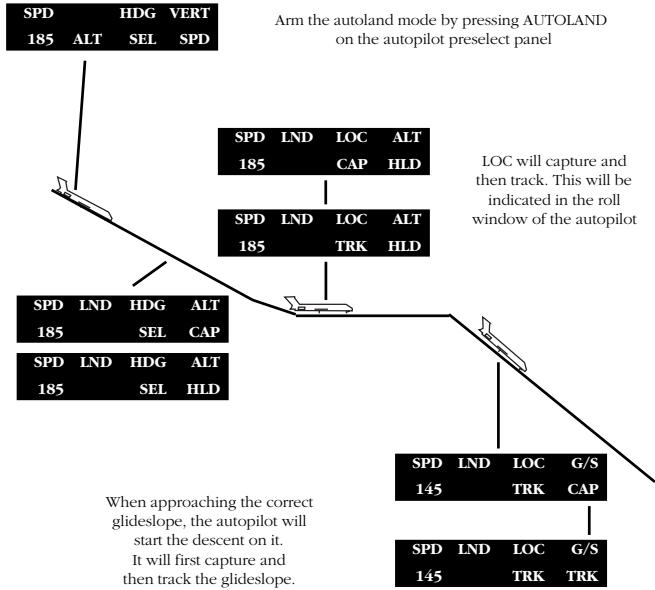 SPD HDG VERT
185 ALT SEL SPD
Arm the autoland mode by pressing AUTOLAND
on the autopilot preselect panel
SPD LND LOC ALT
185 CAP HLD
SPD LND LOC ALT
185 TRK HLD
LOC will capture and
then track. This will be
indicated in the roll
window of the autopilot
SPD LND HDG ALT
185 SEL CAP
SPD LND HDG ALT
185 SEL HLD
SPD LND LOC G/S
145 TRK CAP
SPD LND LOC G/S
145 TRK TRK
When approaching the correct
glideslope, the autopilot will
start the descent on it.
It will first capture and
then track the glideslope.